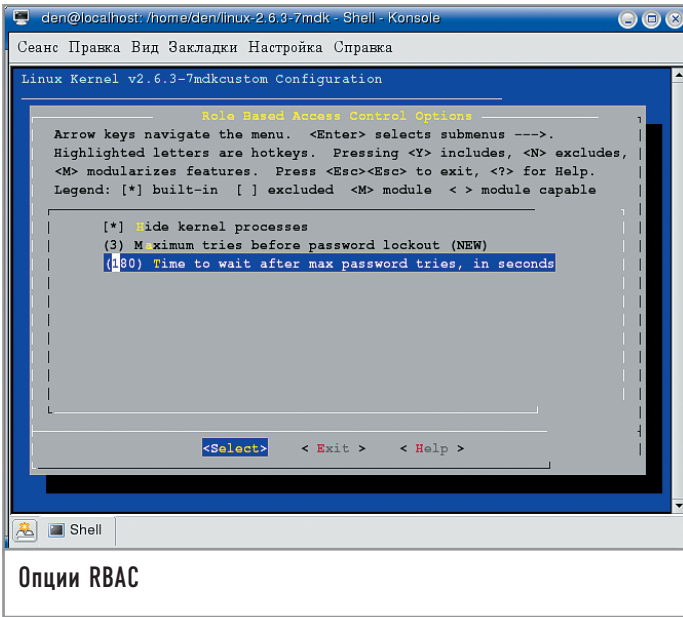 den@localhost: /home/den/linux-2.6.3-7mdk - Shell - Konsole
Сеанс Правка Вид Закладки Настройка Справка
Linux Kernel v2.6.3-7mdkcustom Configuration
Role Based Access Control Options
Arrow keys navigate the menu. <Enter> selects submenus --->.
Highlighted letters are hotkeys. Pressing <Y> includes, <N> excludes,
<M> modularizes features. Press <Esc><Esc> to exit, <?> for Help.
Legend: [*] built-in [ ] excluded <M> module < > module capable
[*] Hide kernel processes
(3) Maximum tries before password lockout (NEW)
(180) Time to wait after max password tries, in seconds
<Select> < Exit > < Help >
Shell
Опции RBAC